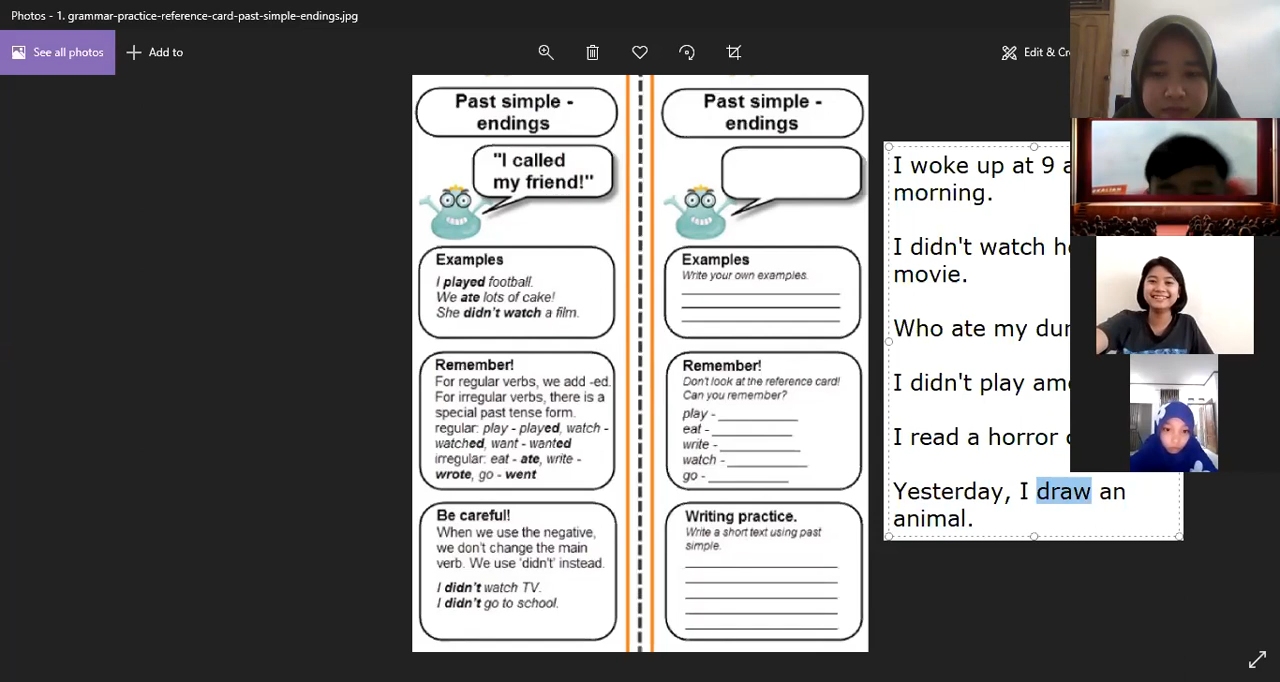 Photos - 1. grammar-practice-reference-card-past-simple-endings.jpg
See all photos
Add to
Edit &
Past simple -
endings
"I called
my friend!"
Examples
I played football.
We ate lots of cake!
She didn't watch a film.
Remember!
For regular verbs, we add -ed.
For irregular verbs, there is a
special past tense form.
regular: play - played, watch -
watched, want - wanted
irregular: eat - ate, write -
wrote, go - went
Be careful!
When we use the negative,
we don't change the main
verb. We use 'didn't' instead.
I didn't watch TV.
I didn't go to school.
Past simple -
endings
Examples
Write your own examples.
Remember!
Don't look at the reference card!
Can you remember?
play -
eat -
write -
watch -
go -
Writing practice.
Write a short text using past
simple.
I woke up at 9
morning.
I didn't watch
movie.
Who ate my
I didn't play
I read a horror
Yesterday, I draw an
animal.